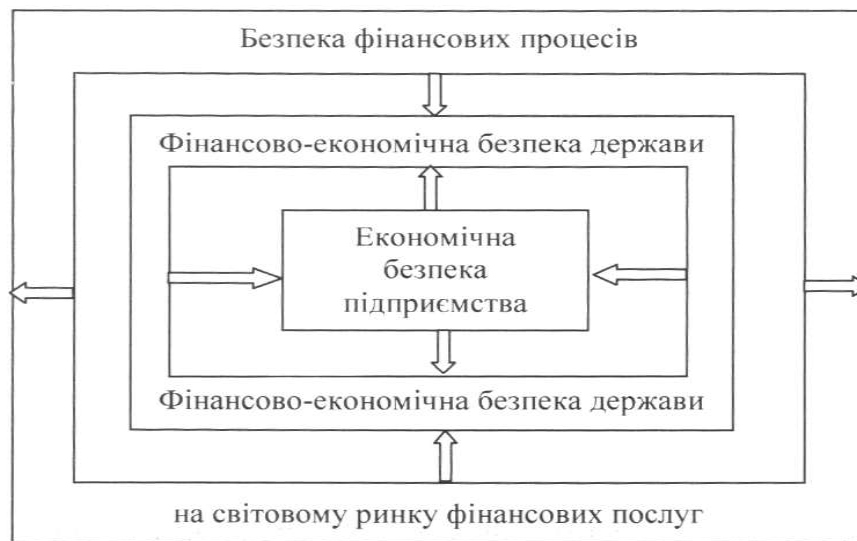 Безпека фінансових процесів
Фінансово-економічна безпека держави
Економічна
безпека
підприємства
Фінансово-економічна безпека держави
на світовому ринку фінансових послуг